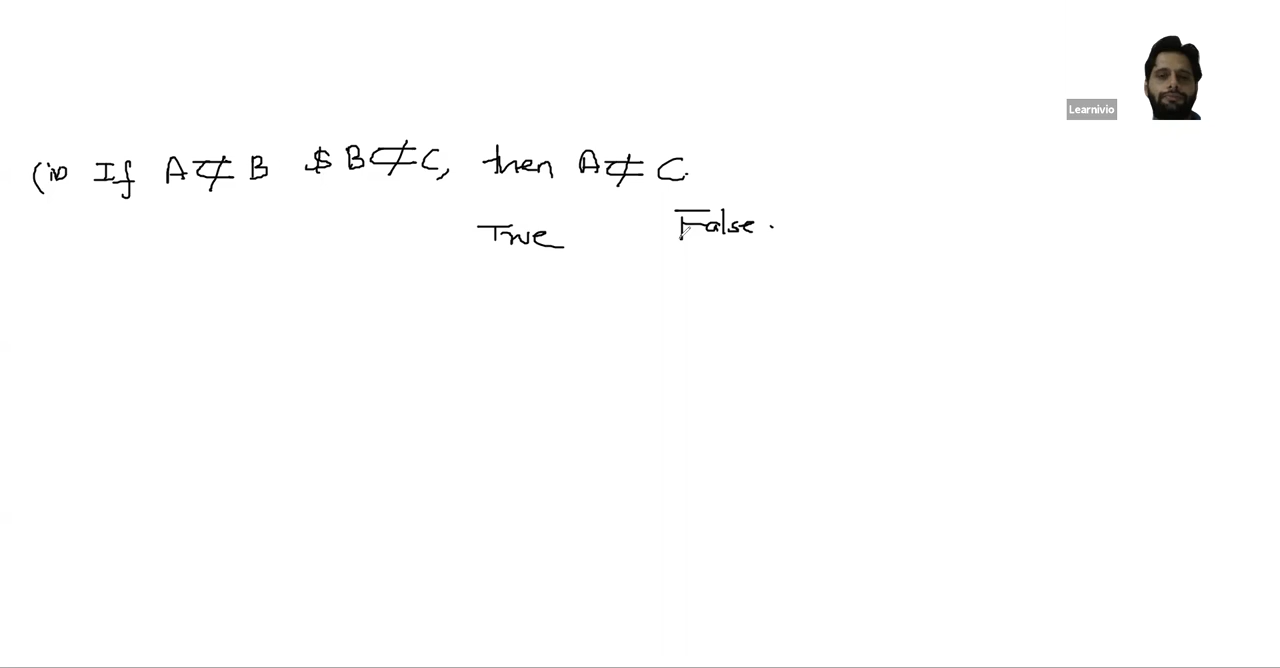 Learnivio
(iv) If A ⊄ B $ B ⊄ C, then A ⊄ C.
True False.